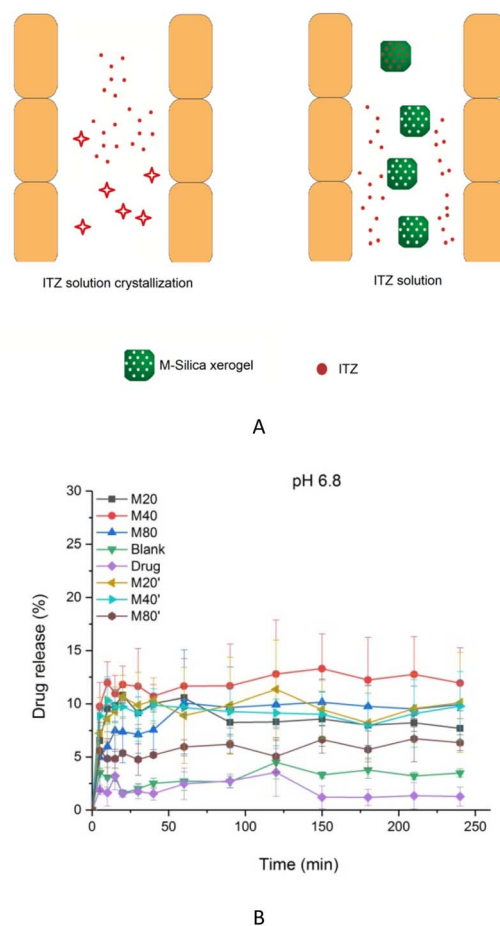 ITZ solution crystallization
ITZ solution
M-Silica xerogel
ITZ
A
pH 6.8
30
25
20
15
10
5
0
Drug release (%)
M20
M40
M80
Blank
Drug
M20'
M40'
M80'
0
50
100
150
200
250
Time (min)
B